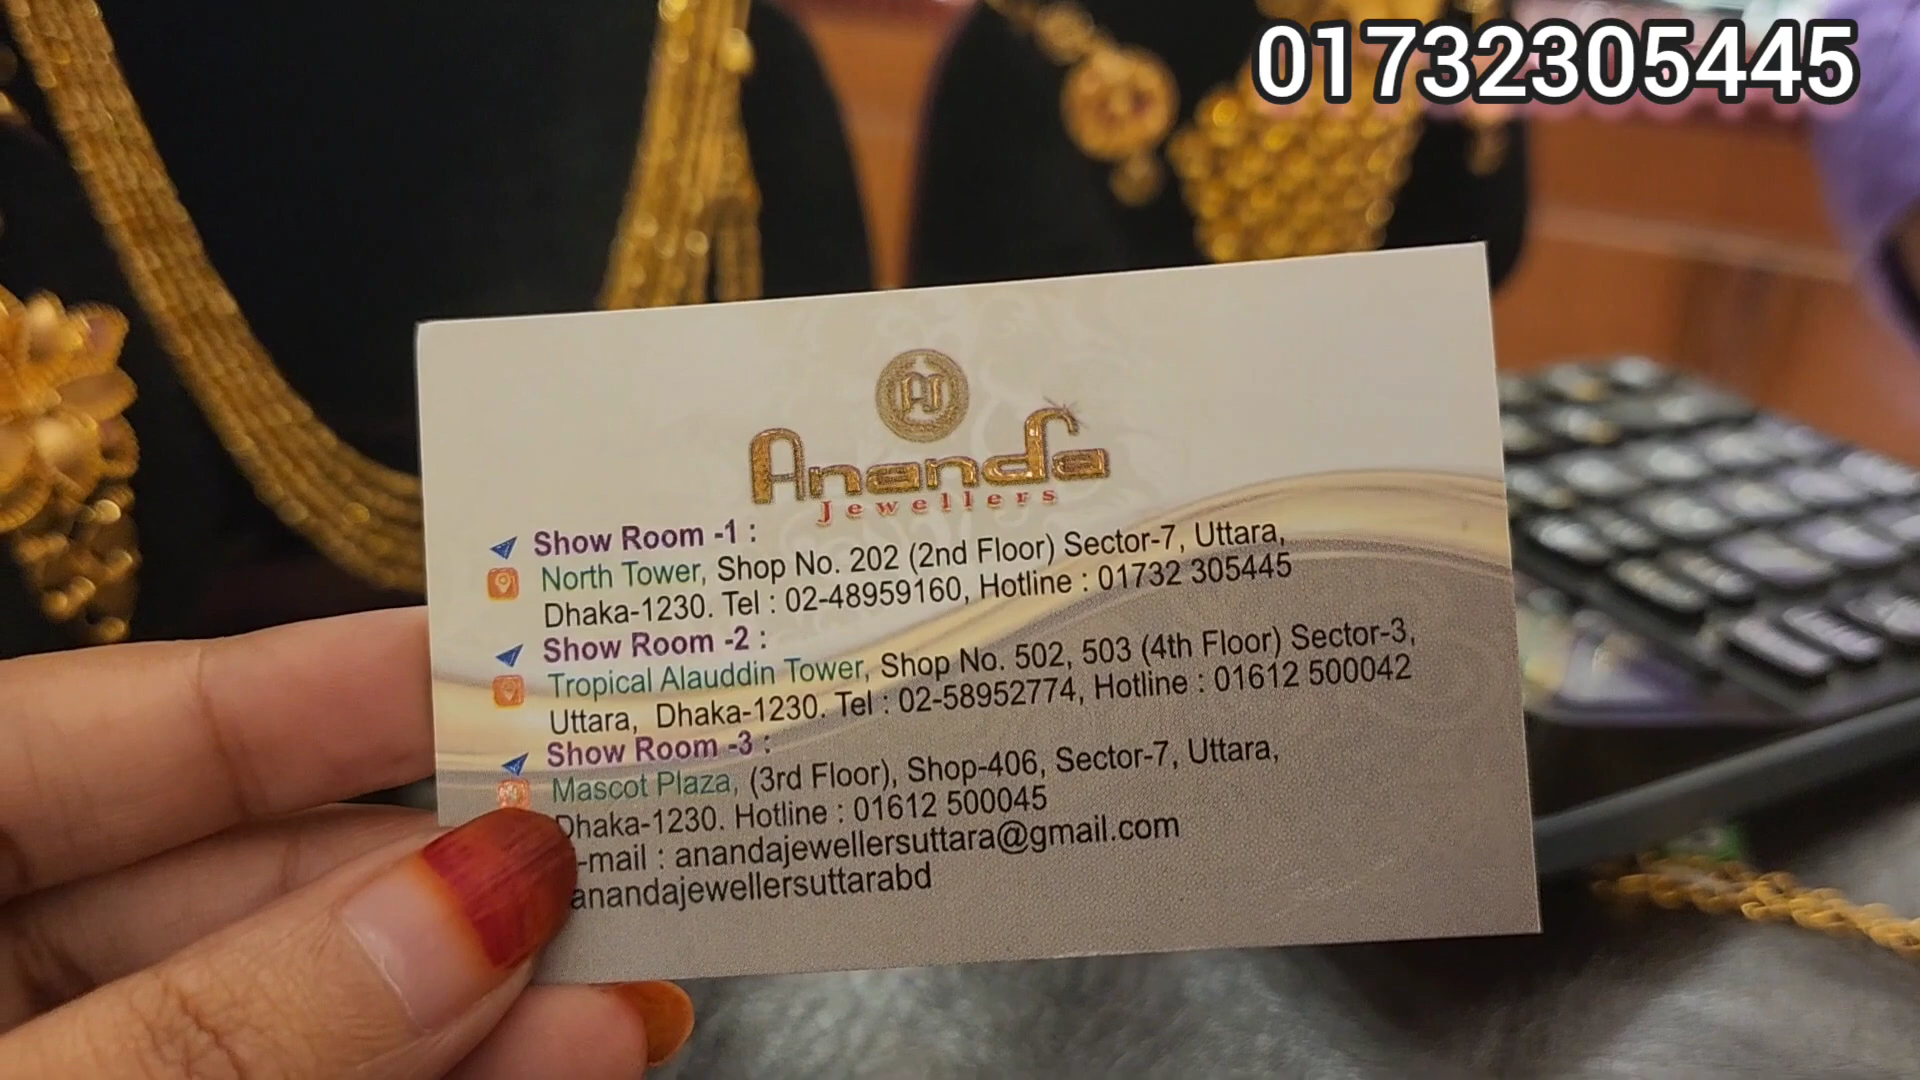 01732305445
AJ
Ananda
Jewellers
Show Room -1 :
North Tower, Shop No. 202 (2nd Floor) Sector-7, Uttara,
Dhaka-1230. Tel : 02-48959160, Hotline : 01732 305445
Show Room -2 :
Tropical Alauddin Tower, Shop No. 502, 503 (4th Floor) Sector-3,
Uttara, Dhaka-1230. Tel : 02-58952774, Hotline : 01612 500042
Show Room -3 :
Mascot Plaza, (3rd Floor), Shop-406, Sector-7, Uttara,
Dhaka-1230. Hotline : 01612 500045
-mail : anandajewellersuttara@gmail.com
anandajewellersuttarabd